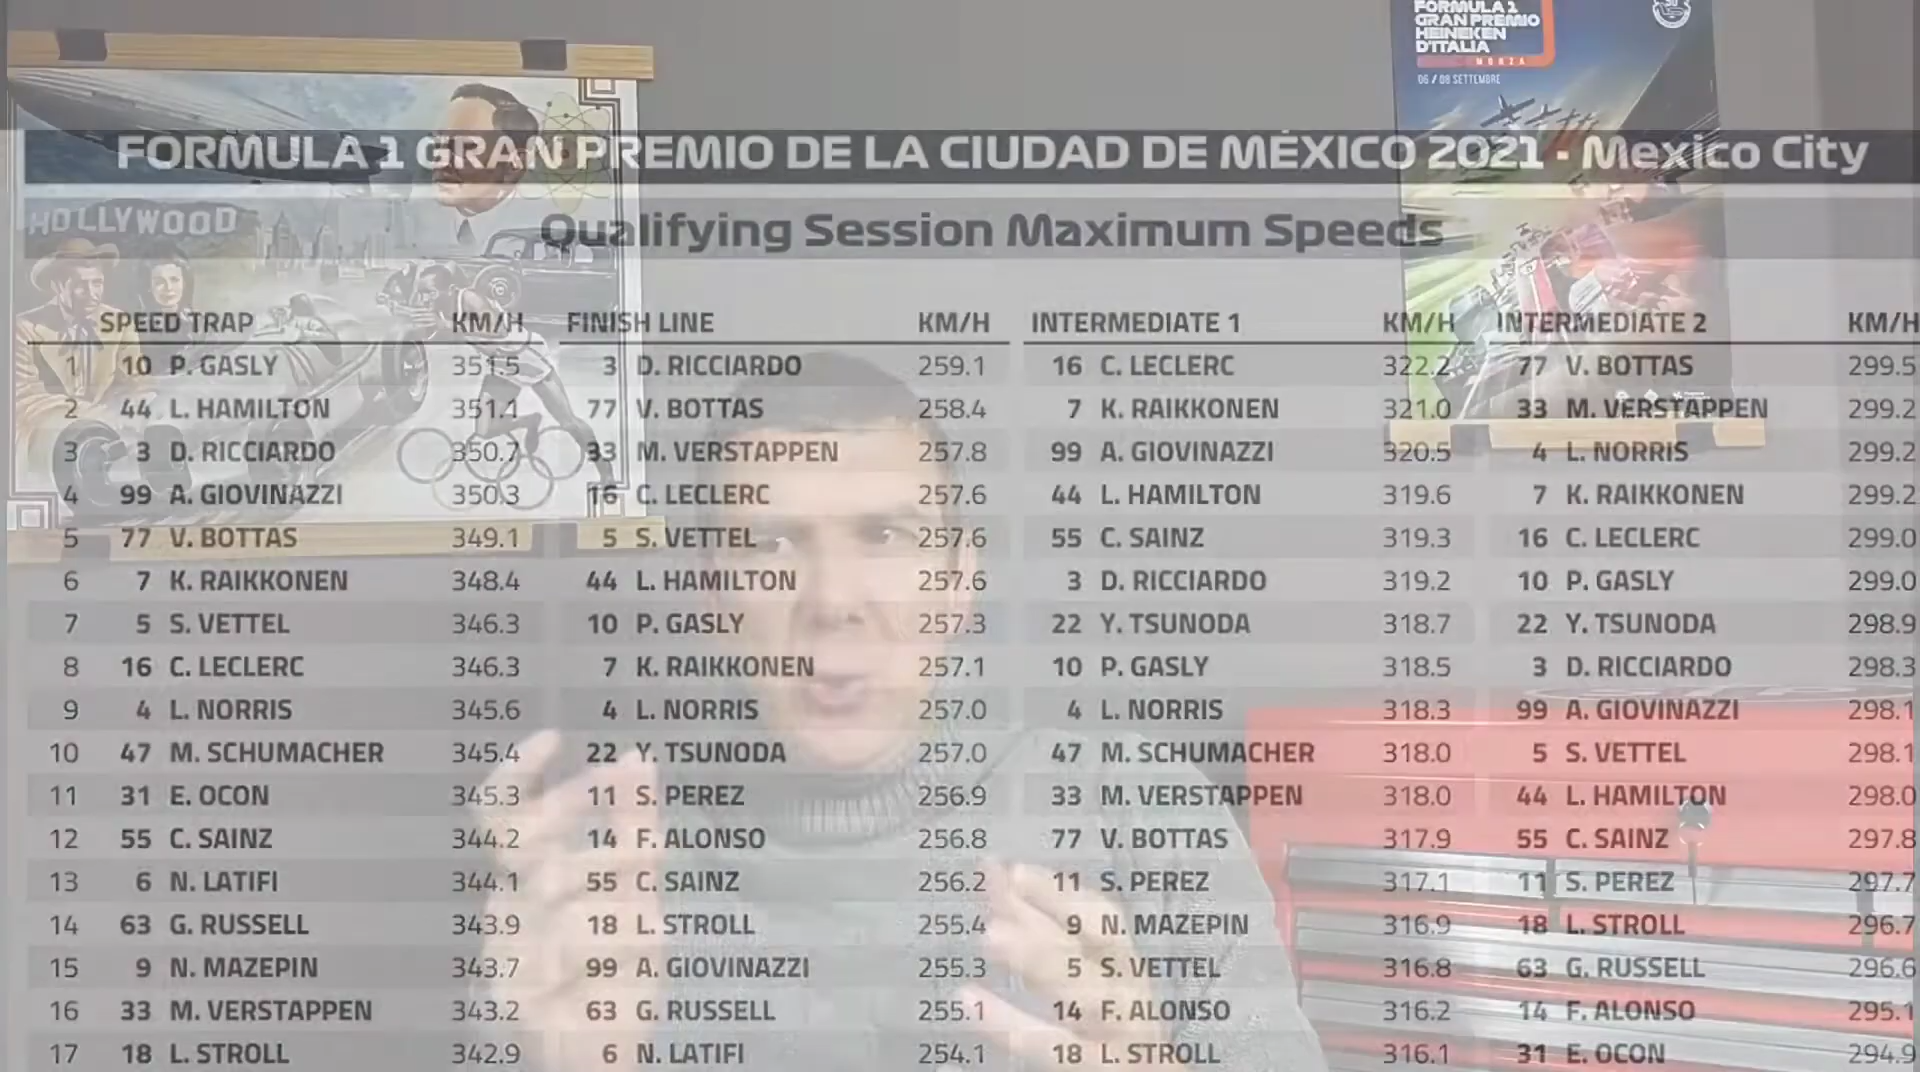 FORMULA 1
GRAN PREMIO
HEINEKEN
D'ITALIA
MONZA
06 / 08 SETTEMBRE
FORMULA 1 GRAN PREMIO DE LA CIUDAD DE MÉXICO 2021 - Mexico City
HOLLYWOOD
Qualifying Session Maximum Speeds
SPEED TRAP KM/H FINISH LINE KM/H INTERMEDIATE 1 KM/H INTERMEDIATE 2 KM/H
1 10 P. GASLY 351.5 3 D. RICCIARDO 259.1 16 C. LECLERC 322.2 77 V. BOTTAS 299.5
2 44 L. HAMILTON 351.1 77 V. BOTTAS 258.4 7 K. RAIKKONEN 321.0 33 M. VERSTAPPEN 299.2
3 3 D. RICCIARDO 350.7 33 M. VERSTAPPEN 257.8 99 A. GIOVINAZZI 320.5 4 L. NORRIS 299.2
4 99 A. GIOVINAZZI 350.3 16 C. LECLERC 257.6 44 L. HAMILTON 319.6 7 K. RAIKKONEN 299.2
5 77 V. BOTTAS 349.1 5 S. VETTEL 257.6 55 C. SAINZ 319.3 16 C. LECLERC 299.0
6 7 K. RAIKKONEN 348.4 44 L. HAMILTON 257.6 3 D. RICCIARDO 319.2 10 P. GASLY 299.0
7 5 S. VETTEL 346.3 10 P. GASLY 257.3 22 Y. TSUNODA 318.7 22 Y. TSUNODA 298.9
8 16 C. LECLERC 346.3 7 K. RAIKKONEN 257.1 10 P. GASLY 318.5 3 D. RICCIARDO 298.3
9 4 L. NORRIS 345.6 4 L. NORRIS 257.0 4 L. NORRIS 318.3 99 A. GIOVINAZZI 298.1
10 47 M. SCHUMACHER 345.4 22 Y. TSUNODA 257.0 47 M. SCHUMACHER 318.0 5 S. VETTEL 298.1
11 31 E. OCON 345.3 11 S. PEREZ 256.9 33 M. VERSTAPPEN 318.0 44 L. HAMILTON 298.0
12 55 C. SAINZ 344.2 14 F. ALONSO 256.8 77 V. BOTTAS 317.9 55 C. SAINZ 297.8
13 6 N. LATIFI 344.1 55 C. SAINZ 256.2 11 S. PEREZ 317.1 11 S. PEREZ 297.7
14 63 G. RUSSELL 343.9 18 L. STROLL 255.4 9 N. MAZEPIN 316.9 18 L. STROLL 296.7
15 9 N. MAZEPIN 343.7 99 A. GIOVINAZZI 255.3 5 S. VETTEL 316.8 63 G. RUSSELL 296.6
16 33 M. VERSTAPPEN 343.2 63 G. RUSSELL 255.1 14 F. ALONSO 316.2 14 F. ALONSO 295.1
17 18 L. STROLL 342.9 6 N. LATIFI 254.1 18 L. STROLL 316.1 31 E. OCON 294.9